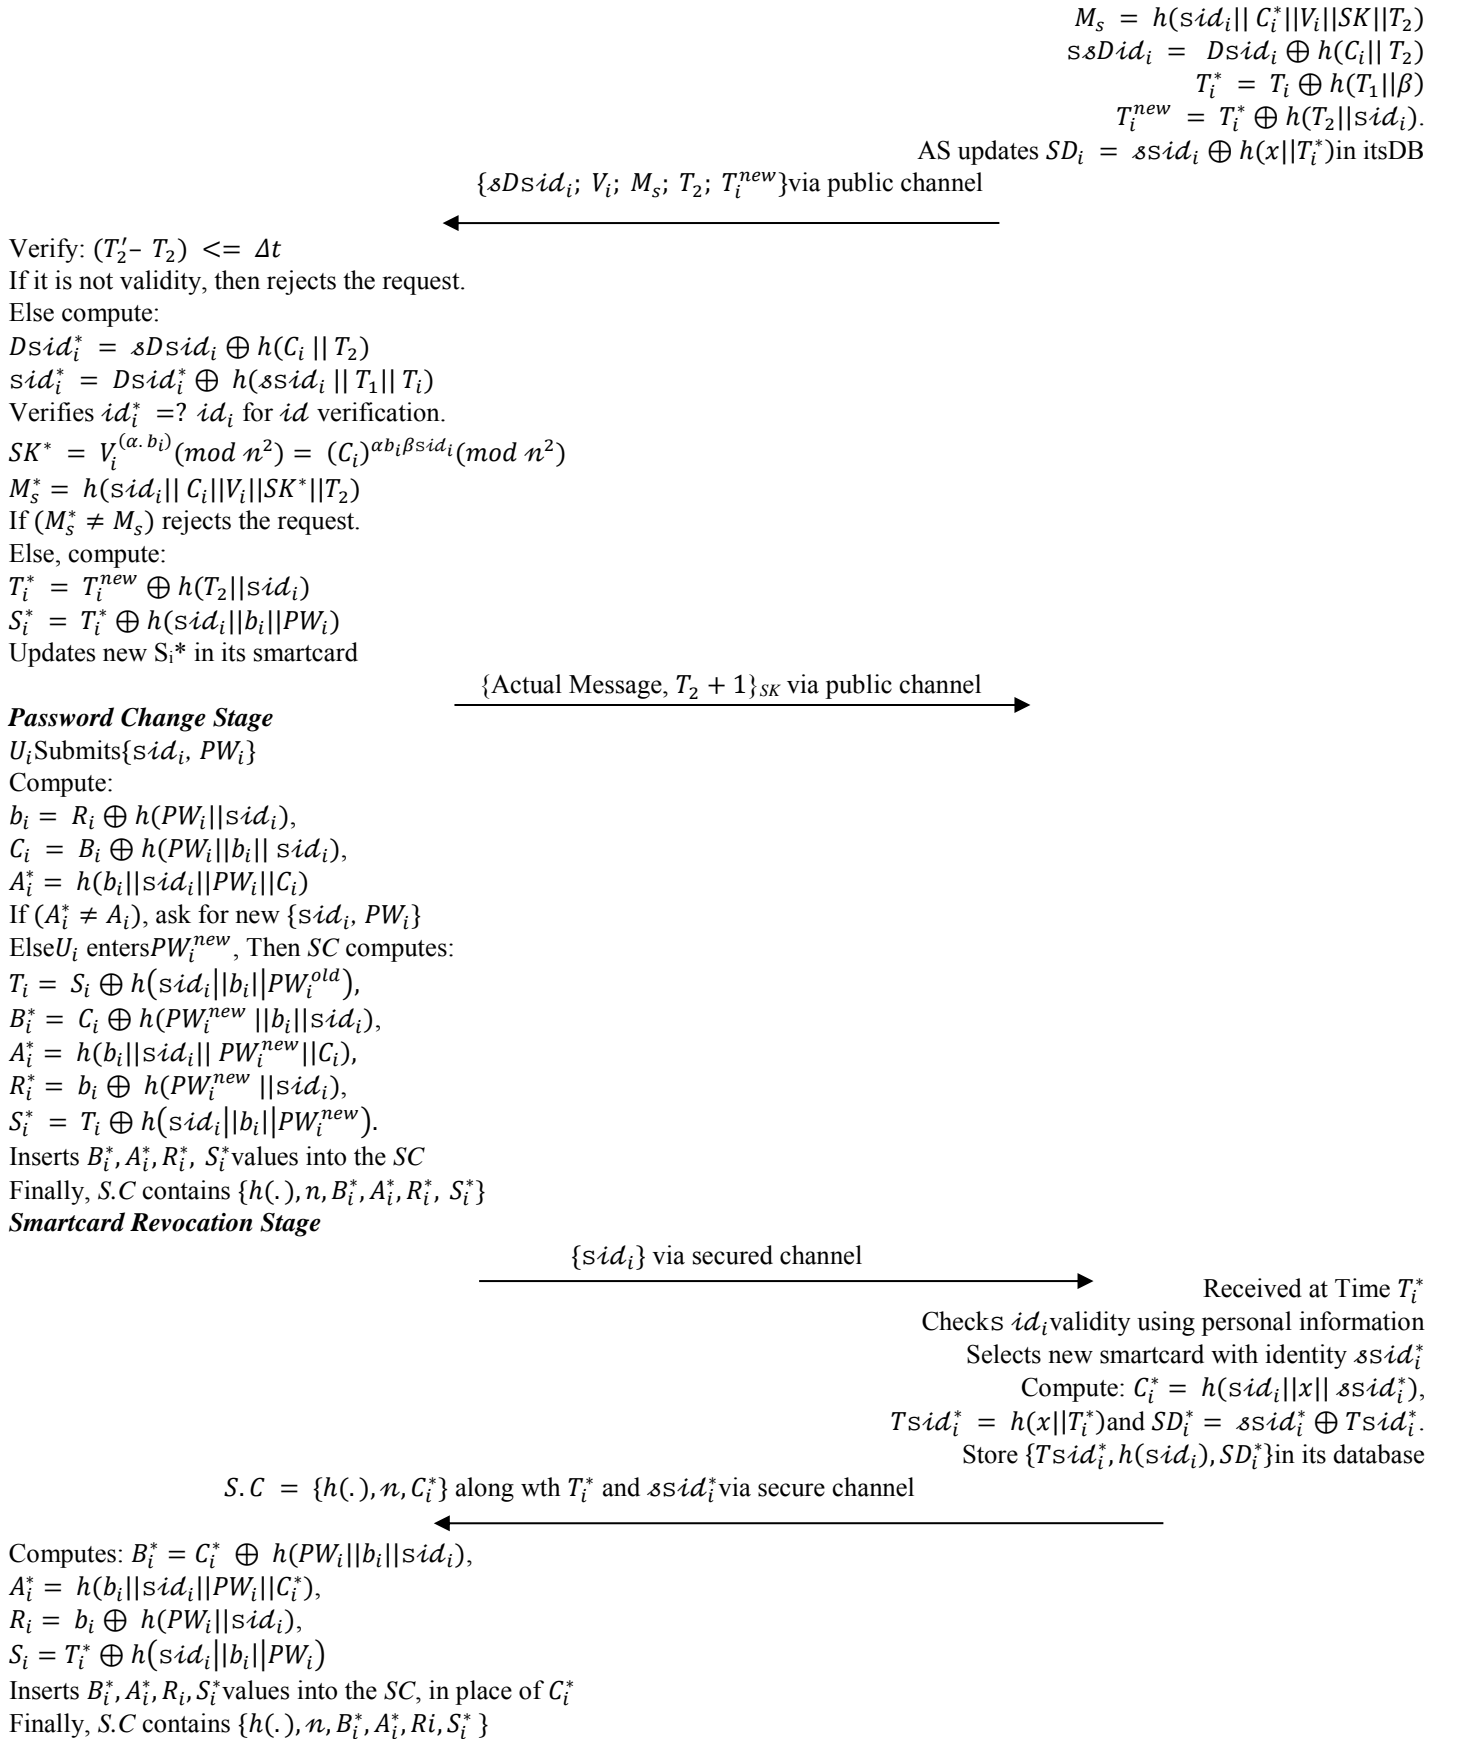 M_s = h(sid_i|| C_i^*||V_i||SK||T_2)
s𝓈Did_i = Dsid_i ⊕ h(C_i|| T_2)
T_i^* = T_i ⊕ h(T_1||β)
T_i^{new} = T_i^* ⊕ h(T_2||sid_i).
AS updates SD_i = 𝓈sid_i ⊕ h(x||T_i^*)in itsDB
{𝓈Dsid_i; V_i; M_s; T_2; T_i^{new}}via public channel
Verify: (T_2′– T_2) <= Δt
If it is not validity, then rejects the request.
Else compute:
Dsid_i^* = 𝓈Dsid_i ⊕ h(C_i || T_2)
sid_i^* = Dsid_i^* ⊕ h(𝓈sid_i || T_1|| T_i)
Verifies id_i^* =? id_i for id verification.
SK^* = V_i^{(α. b_i)}(mod n^2) = (C_i)^{αb_iβsid_i}(mod n^2)
M_s^* = h(sid_i|| C_i||V_i||SK^*||T_2)
If (M_s^* ≠ M_s) rejects the request.
Else, compute:
T_i^* = T_i^{new} ⊕ h(T_2||sid_i)
S_i^* = T_i^* ⊕ h(sid_i||b_i||PW_i)
Updates new S_i* in its smartcard
{Actual Message, T_2 + 1}_{SK} via public channel
Password Change Stage
U_iSubmits{sid_i, PW_i}
Compute:
b_i = R_i ⊕ h(PW_i||sid_i),
C_i = B_i ⊕ h(PW_i||b_i|| sid_i),
A_i^* = h(b_i||sid_i||PW_i||C_i)
If (A_i^* ≠ A_i), ask for new {sid_i, PW_i}
ElseU_i entersPW_i^{new}, Then SC computes:
T_i = S_i ⊕ h(sid_i||b_i||PW_i^{old}),
B_i^* = C_i ⊕ h(PW_i^{new} ||b_i||sid_i),
A_i^* = h(b_i||sid_i|| PW_i^{new}||C_i),
R_i^* = b_i ⊕ h(PW_i^{new} ||sid_i),
S_i^* = T_i ⊕ h(sid_i||b_i||PW_i^{new}).
Inserts B_i^*, A_i^*, R_i^*, S_i^*values into the SC
Finally, S.C contains {h(.), n, B_i^*, A_i^*, R_i^*, S_i^*}
Smartcard Revocation Stage
{sid_i} via secured channel
Received at Time T_i^*
Checks id_ivalidity using personal information
Selects new smartcard with identity 𝓈sid_i^*
Compute: C_i^* = h(sid_i||x|| 𝓈sid_i^*),
Tsid_i^* = h(x||T_i^*)and SD_i^* = 𝓈sid_i^* ⊕ Tsid_i^*.
Store {Tsid_i^*, h(sid_i), SD_i^*}in its database
S. C = {h(.), n, C_i^*} along wth T_i^* and 𝓈sid_i^*via secure channel
Computes: B_i^* = C_i^* ⊕ h(PW_i||b_i||sid_i),
A_i^* = h(b_i||sid_i||PW_i||C_i^*),
R_i = b_i ⊕ h(PW_i||sid_i),
S_i = T_i^* ⊕ h(sid_i||b_i||PW_i)
Inserts B_i^*, A_i^*, R_i, S_i^*values into the SC, in place of C_i^*
Finally, S.C contains {h(.), n, B_i^*, A_i^*, Ri, S_i^* }